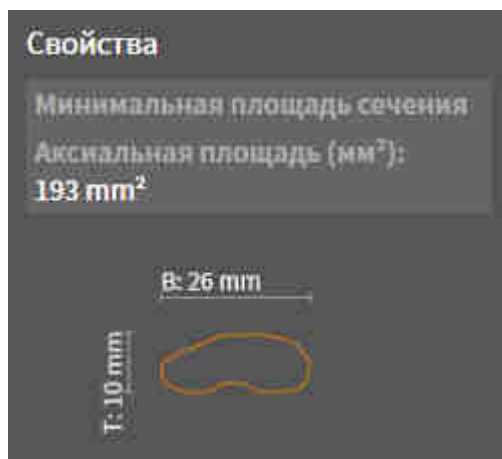 Свойства
Минимальная площадь сечения
Аксиальная площадь (мм²):
193 mm²
B: 26 mm
T: 10 mm